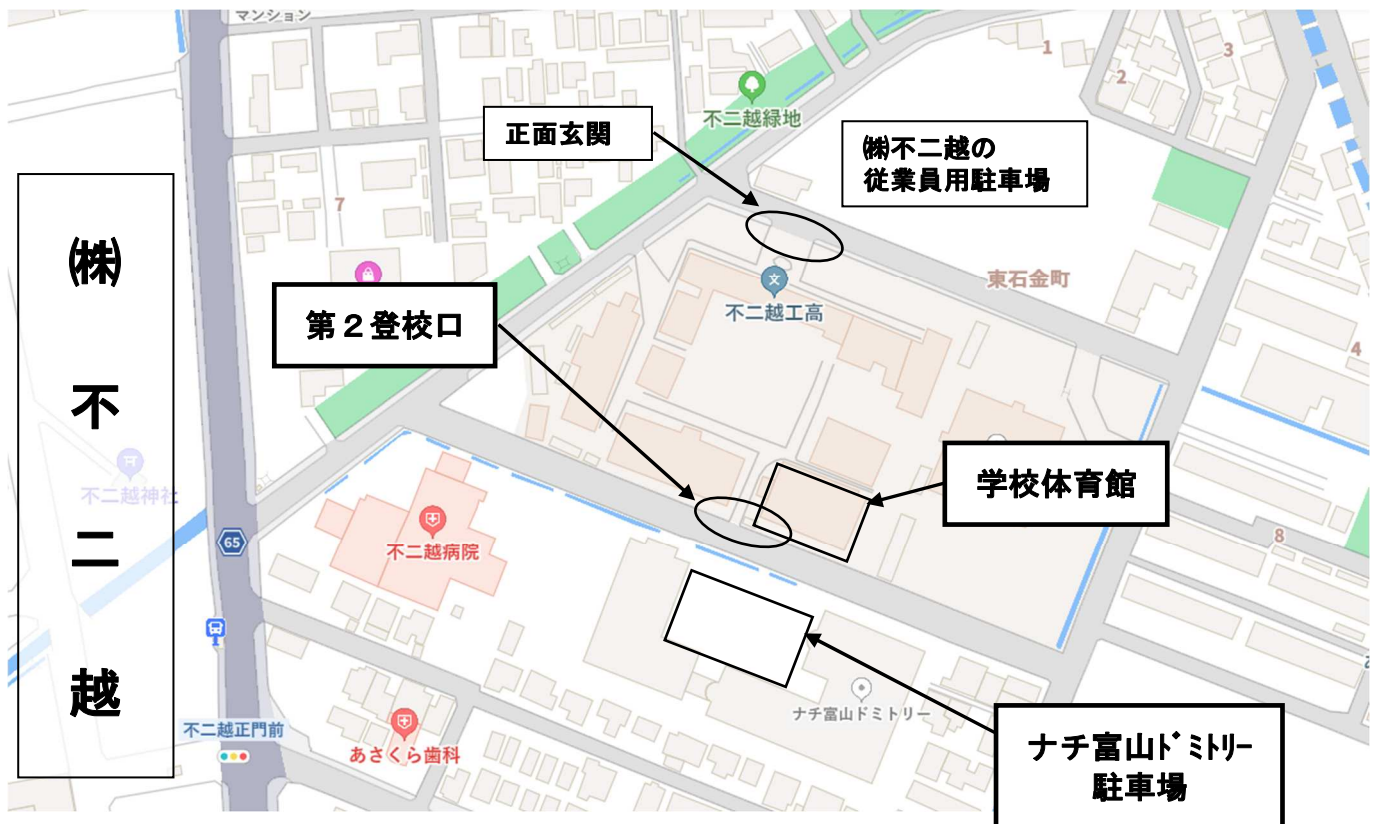 マンション
1
3
2
不二越緑地
正面玄関
㈱不二越の
従業員用駐車場
7
㈱
不
二
越
東石金町
文
不二越工高
第２登校口
4
学校体育館
不二越神社
65
不二越病院
8
ナチ富山ドミトリー
不二越正門前
あさくら歯科
ナチ富山ﾄﾞﾐﾄﾘｰ
駐車場